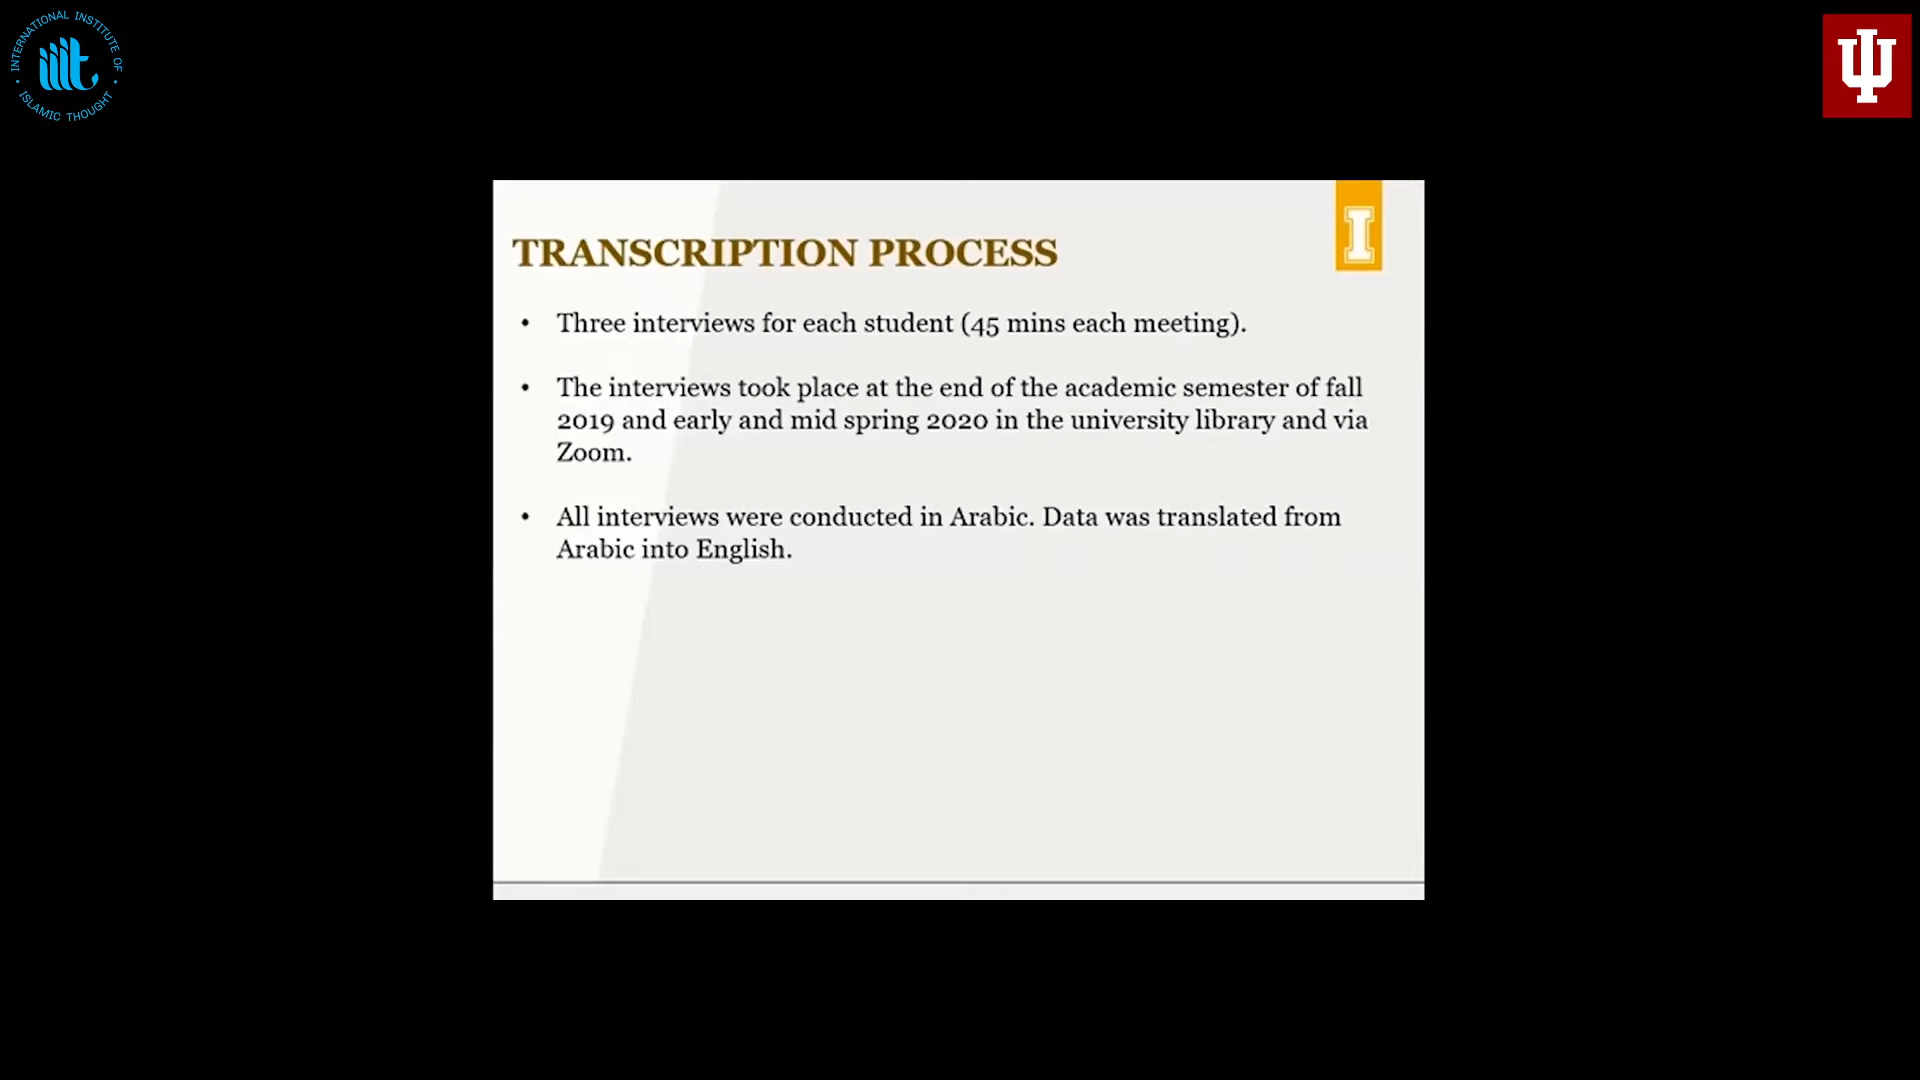 INTERNATIONAL INSTITUTE OF
ISLAMIC THOUGHT
iiit
TRANSCRIPTION PROCESS
I
• Three interviews for each student (45 mins each meeting).
• The interviews took place at the end of the academic semester of fall
2019 and early and mid spring 2020 in the university library and via
Zoom.
• All interviews were conducted in Arabic. Data was translated from
Arabic into English.